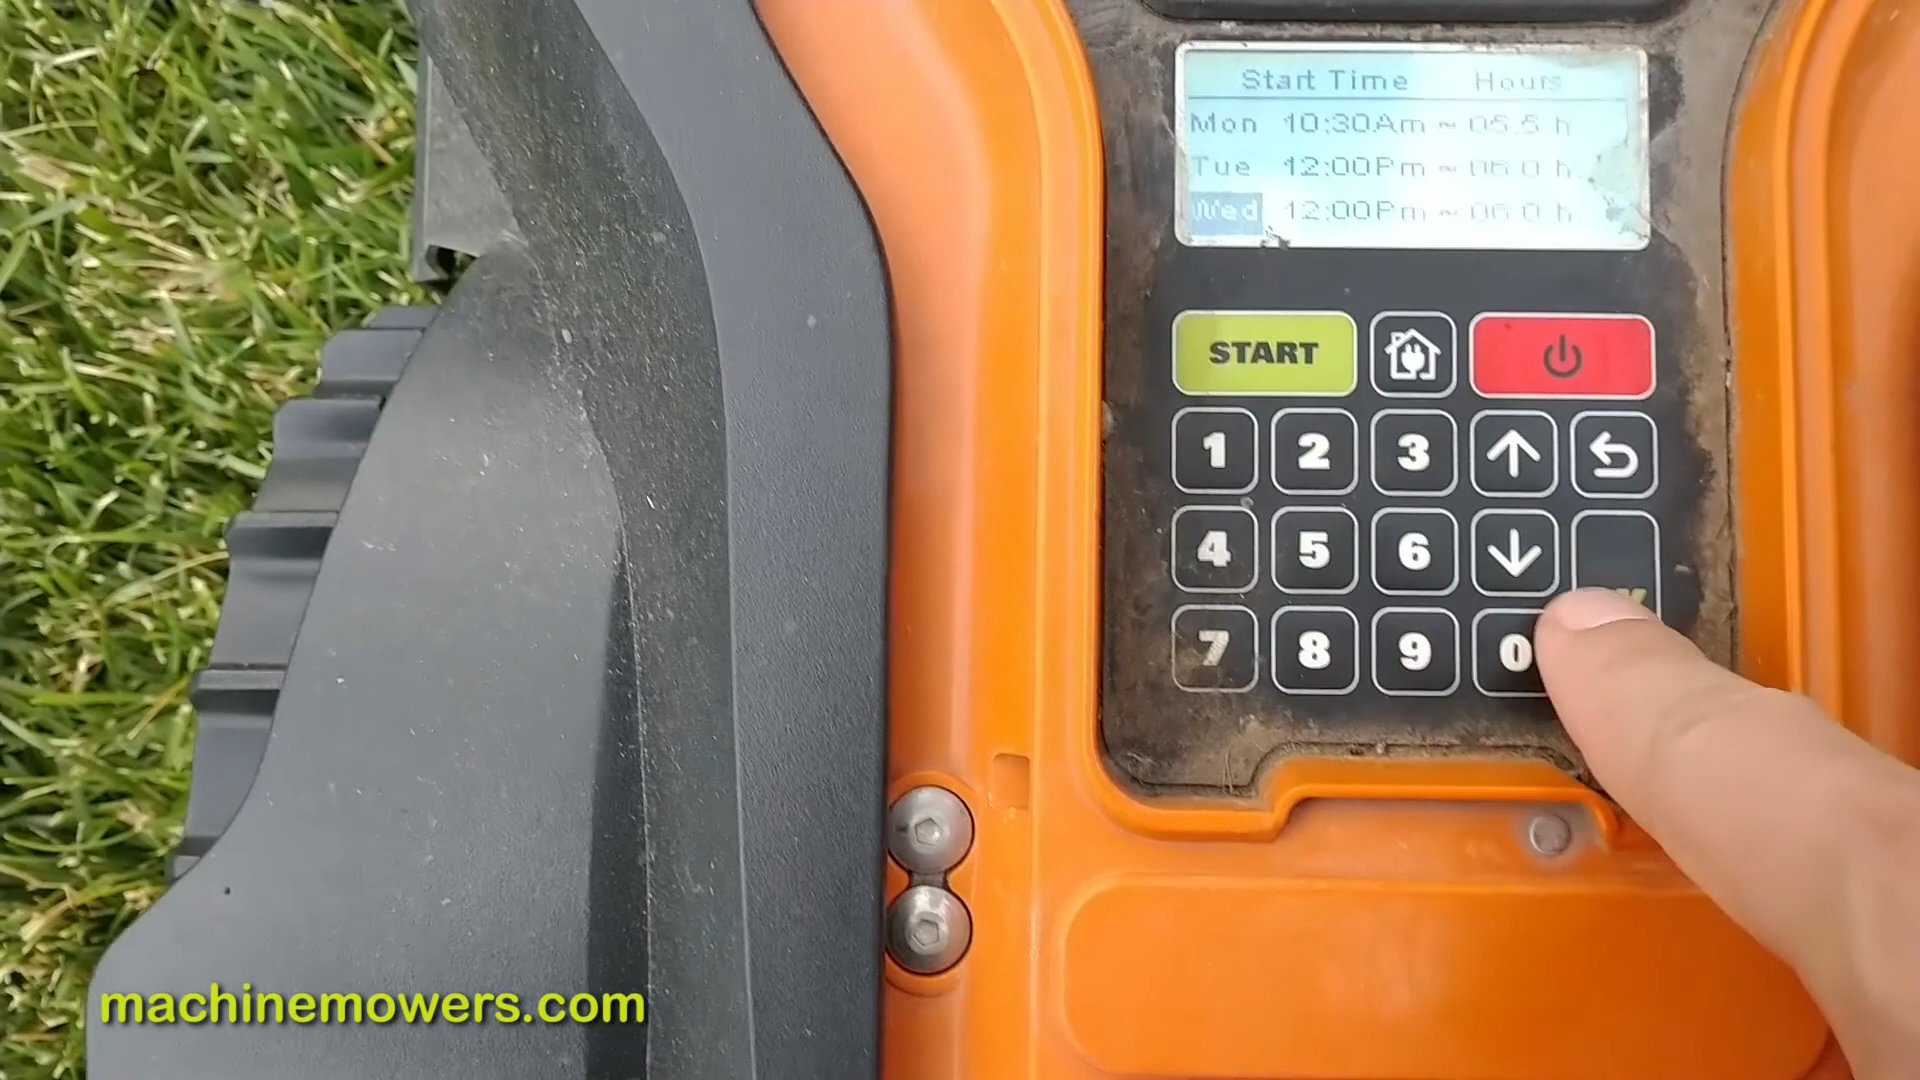 Start Time Hours
Mon 10:30Am ~ 05.5 h
Tue 12:00Pm ~ 06.0 h
Wed 12:00Pm ~ 06.0 h
START
1 2 3
4 5 6
7 8 9 0
machinemowers.com